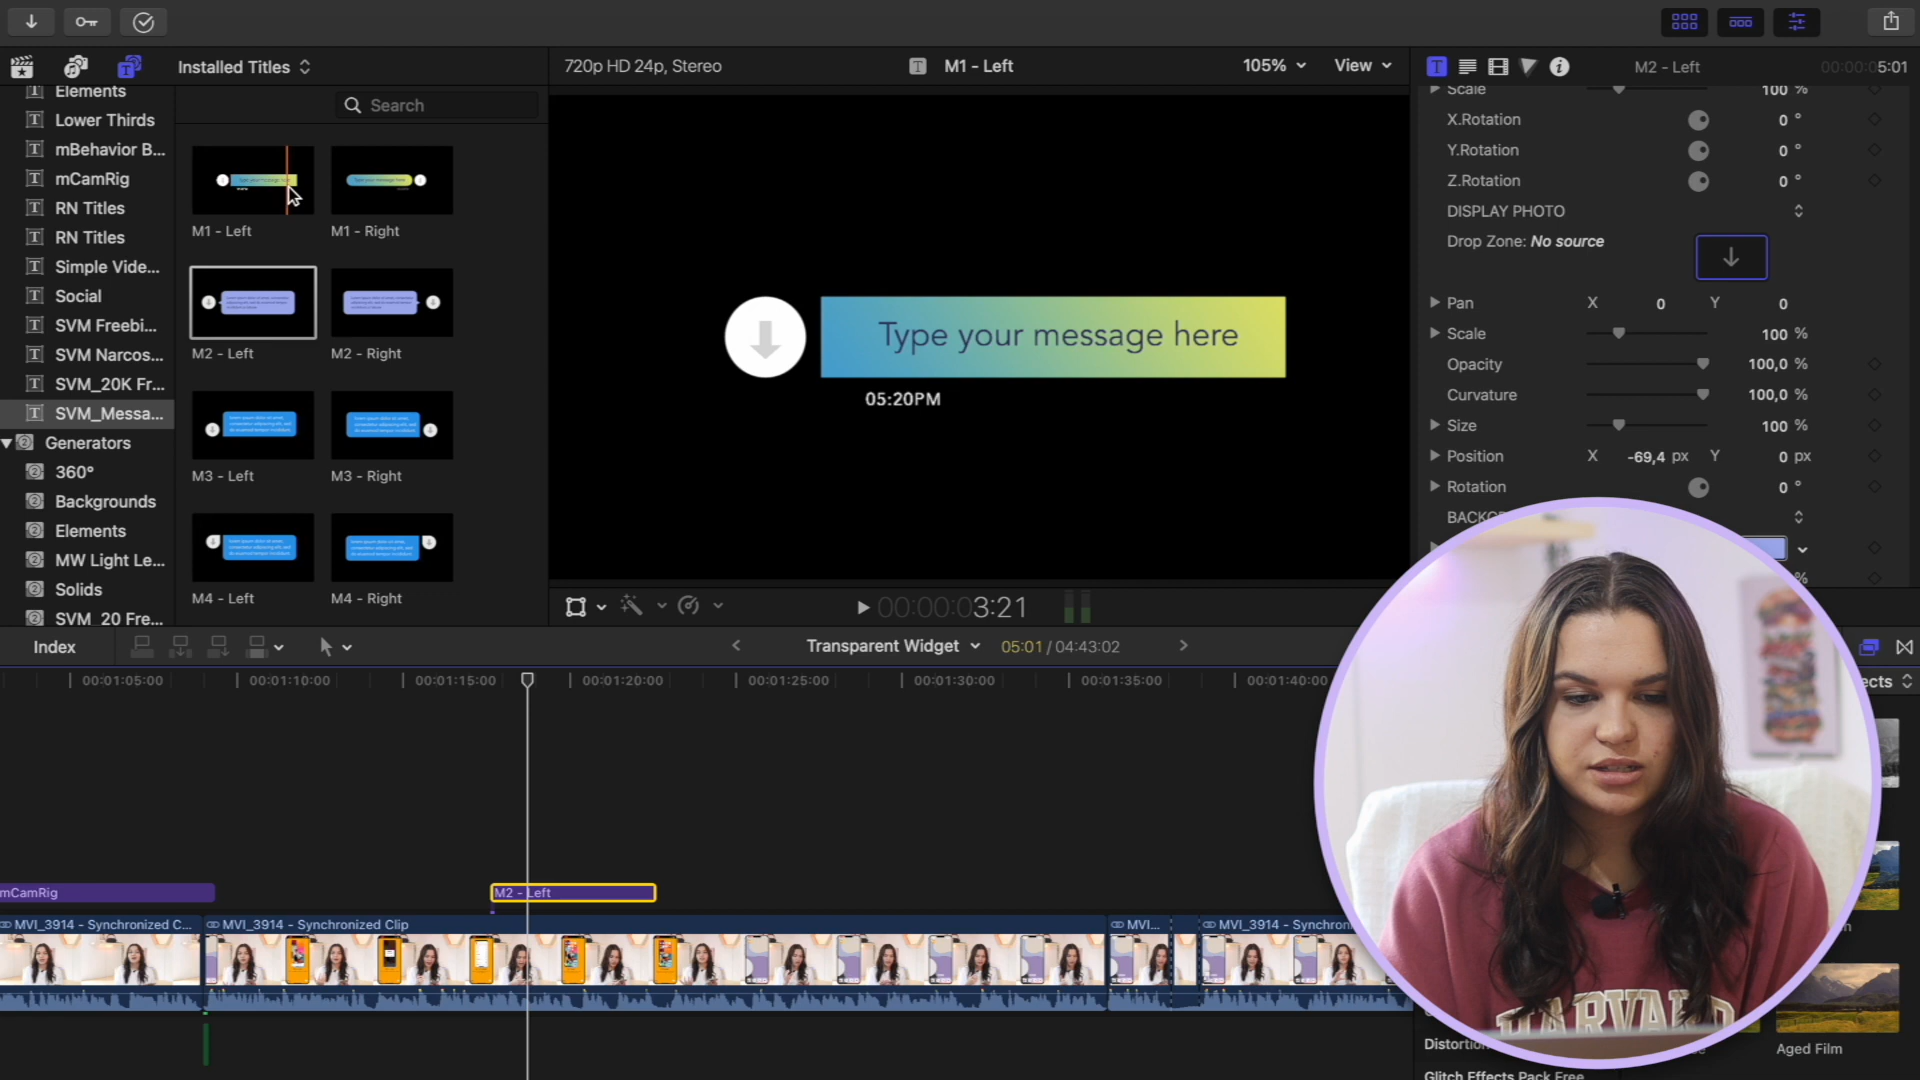 Installed Titles
720p HD 24p, Stereo
M1 - Left
105%
View
M2 - Left
00:00:05:01
Elements
Lower Thirds
mBehavior B...
mCamRig
RN Titles
RN Titles
Simple Vide...
Social
SVM Freebi...
SVM Narcos...
SVM_20K Fr...
SVM_Messa...
Generators
360°
Backgrounds
Elements
MW Light Le...
Solids
SVM_20 Fre...
Search
M1 - Left
M1 - Right
M2 - Left
M2 - Right
M3 - Left
M3 - Right
M4 - Left
M4 - Right
Type your message here
05:20PM
00:00:03:21
Scale 100 %
X.Rotation 0 °
Y.Rotation 0 °
Z.Rotation 0 °
DISPLAY PHOTO
Drop Zone: No source
Pan X 0 Y 0
Scale 100 %
Opacity 100,0 %
Curvature 100,0 %
Size 100 %
Position X -69,4 px Y 0 px
Rotation 0 °
%
Index
Transparent Widget
05:01 / 04:43:02
00:01:05:00
00:01:10:00
00:01:15:00
00:01:20:00
00:01:25:00
00:01:30:00
00:01:35:00
00:01:40:00
mCamRig
M2 - Left
MVI_3914 - Synchronized C...
MVI_3914 - Synchronized Clip
MVI...
MVI_3914 - Synchron
ects
HARVARD
Distortion
Aged Film
Glitch Effects Pack Free